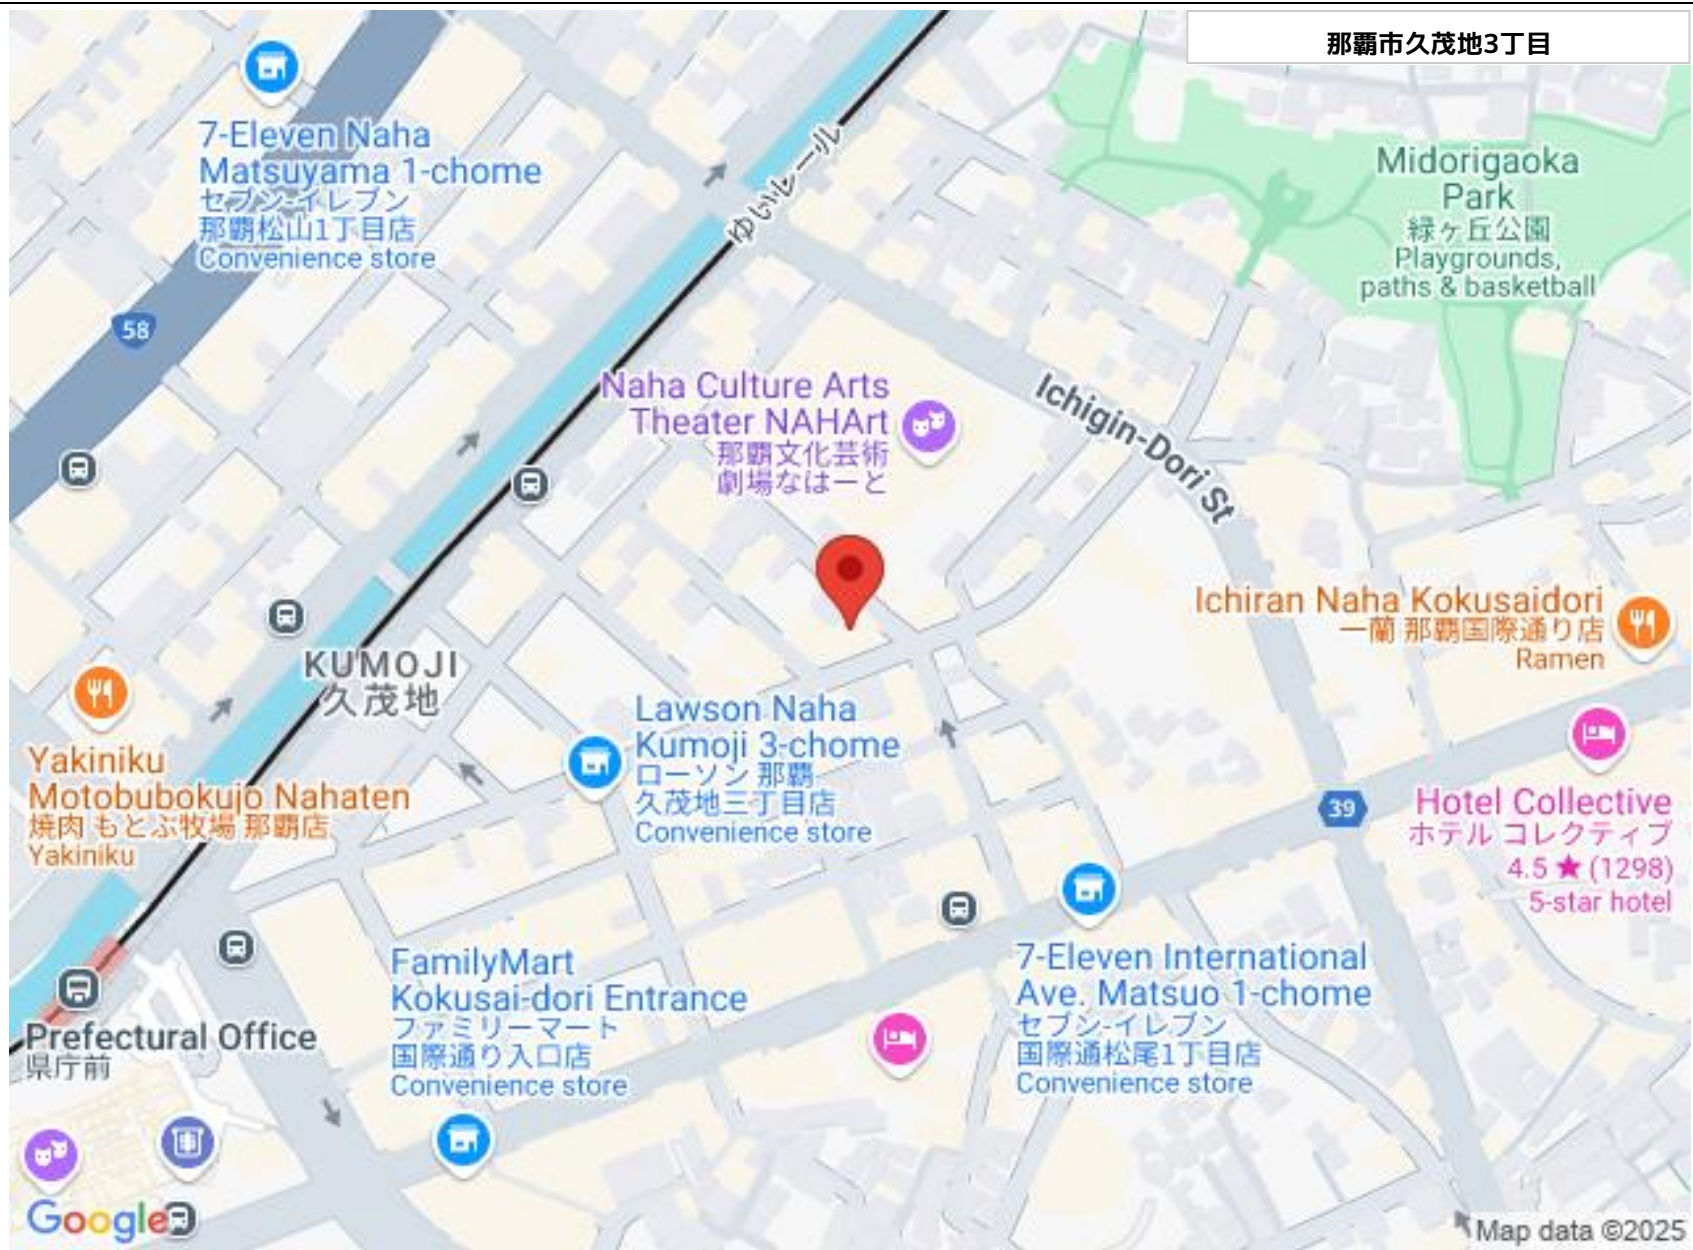 那覇市久茂地3丁目
7-Eleven Naha
Matsuyama 1-chome
セブン-イレブン
那覇松山1丁目店
Convenience store
ゆいレール
Midorigaoka
Park
緑ヶ丘公園
Playgrounds,
paths & basketball
58
Naha Culture Arts
Theater NAHArt
那覇文化芸術
劇場なはーと
Ichigin-Dori St
Ichiran Naha Kokusaidori
一蘭 那覇国際通り店
Ramen
KUMOJI
久茂地
Lawson Naha
Kumoji 3-chome
ローソン 那覇
久茂地三丁目店
Convenience store
Yakiniku
Motobubokujo Nahaten
焼肉 もとぶ牧場 那覇店
Yakiniku
39
Hotel Collective
ホテル コレクティブ
4.5 ★ (1298)
5-star hotel
FamilyMart
Kokusai-dori Entrance
ファミリーマート
国際通り入口店
Convenience store
7-Eleven International
Ave. Matsuo 1-chome
セブン-イレブン
国際通松尾1丁目店
Convenience store
Prefectural Office
県庁前
Google
Map data ©2025